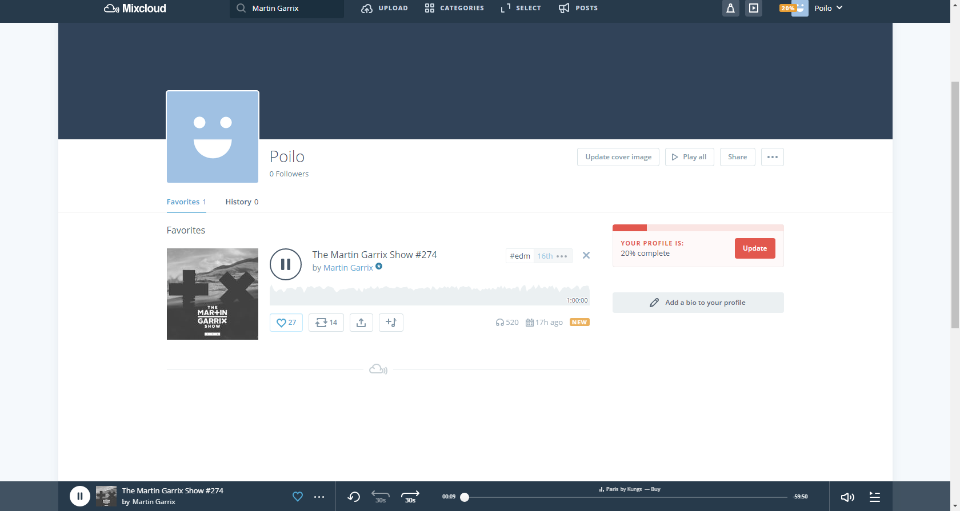 Mixcloud
Martin Garrix
UPLOAD
CATEGORIES
SELECT
POSTS
20%
Poilo
Poilo
0 Followers
Update cover image
Play all
Share
Favorites 1
History 0
Favorites
The Martin Garrix Show #274
by Martin Garrix
#edm
160
1:00:00
27
14
520
17h ago
NEW
THE
MARTIN
GARRIX
SHOW
YOUR PROFILE IS:
20% complete
Update
Add a bio to your profile
The Martin Garrix Show #274
by Martin Garrix
30s
30s
00:09
Paris by Kungs — Buy
-59:50